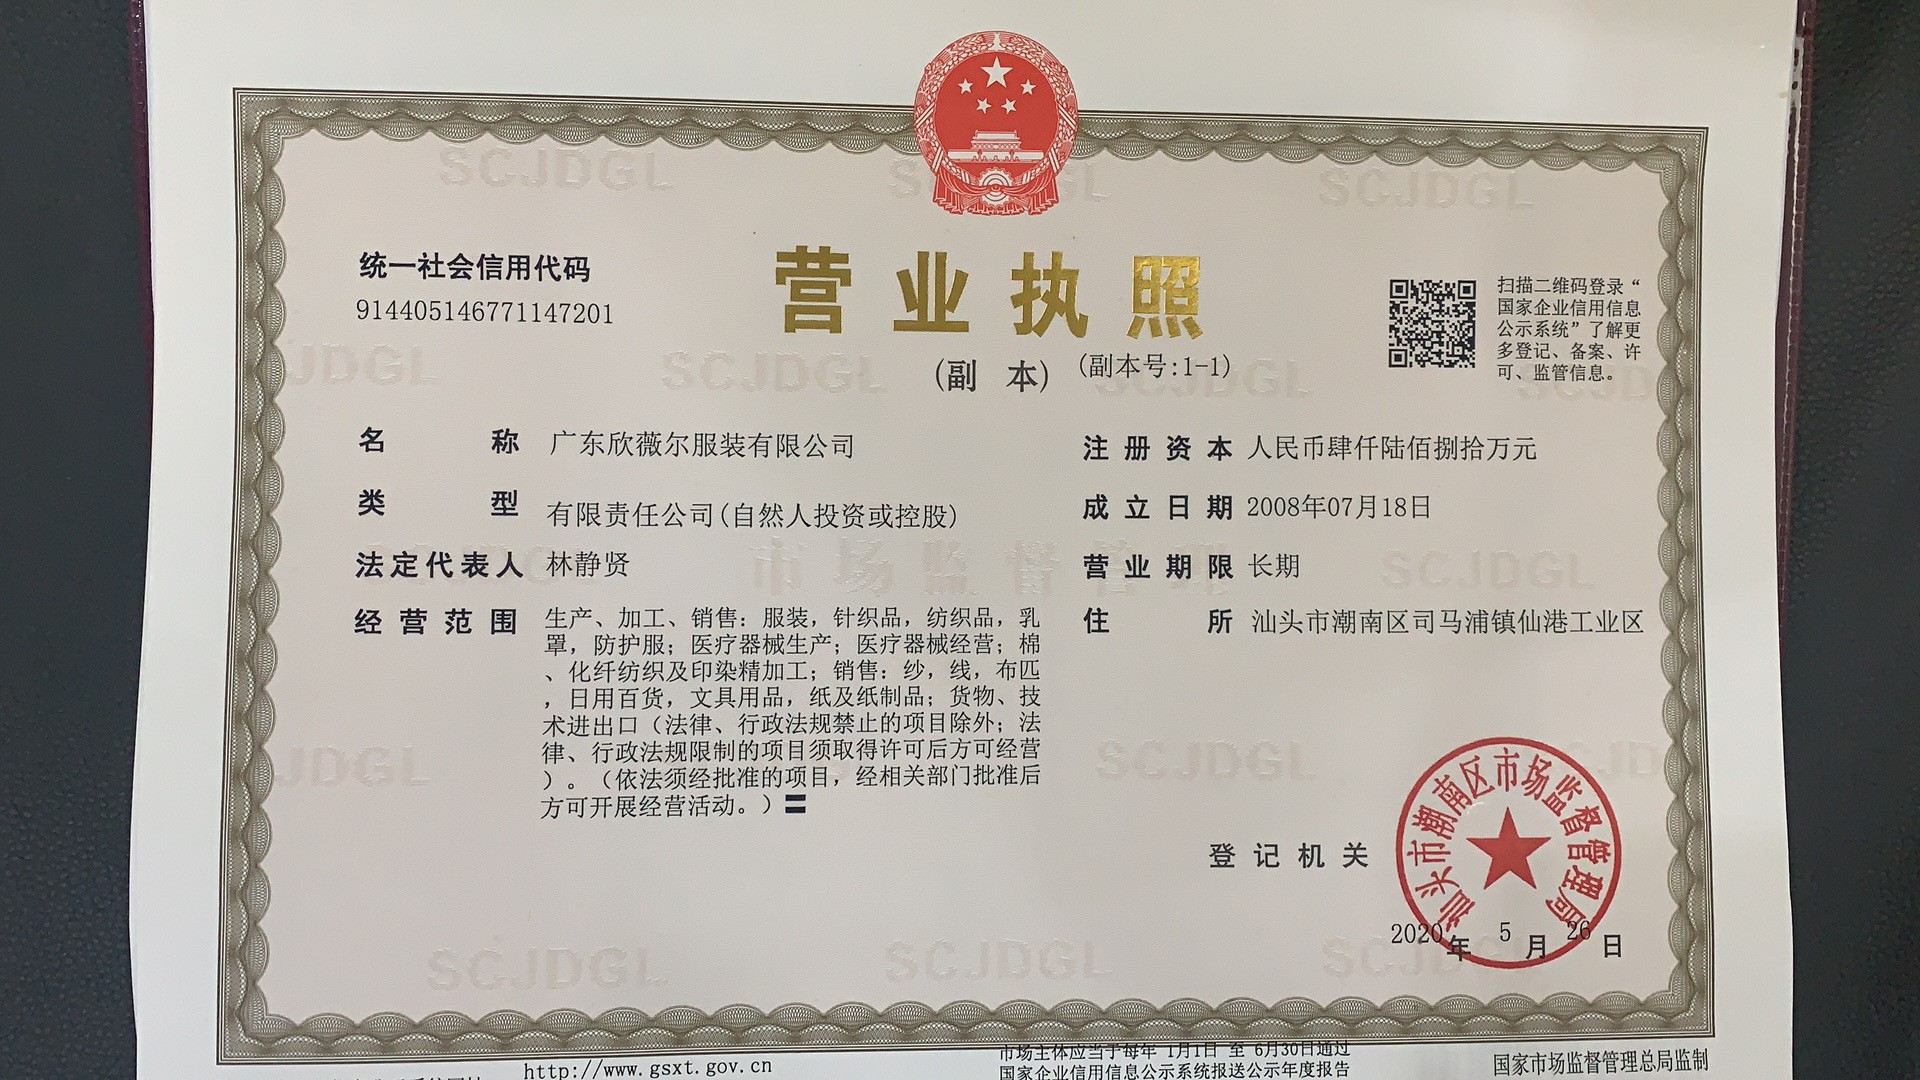 统一社会信用代码
914405146771147201
营业执照
(副 本) (副本号:1-1)
扫描二维码登录“
国家企业信用信息
公示系统”了解更
多登记、备案、许
可、监管信息。
名 称 广东欣薇尔服装有限公司
类 型 有限责任公司(自然人投资或控股)
法定代表人 林静贤
经营范围 生产、加工、销售：服装，针织品，纺织品，乳
罩，防护服；医疗器械生产；医疗器械经营；棉
、化纤纺织及印染精加工；销售：纱，线，布匹
，日用百货，文具用品，纸及纸制品；货物、技
术进出口（法律、行政法规禁止的项目除外；法
律、行政法规限制的项目须取得许可后方可经营
）。（依法须经批准的项目，经相关部门批准后
方可开展经营活动。）
注册资本 人民币肆仟陆佰捌拾万元
成立日期 2008年07月18日
营业期限 长期
住 所 汕头市潮南区司马浦镇仙港工业区
登记机关
汕头市潮南区市场监督管理局
2020年 5 月 26 日
http://www.gsxt.gov.cn
市场主体应当于每年 1月1日 至 6月30日通过
国家企业信用信息公示系统报送公示年度报告
国家市场监督管理总局监制
SCJDGL
市场监督管理